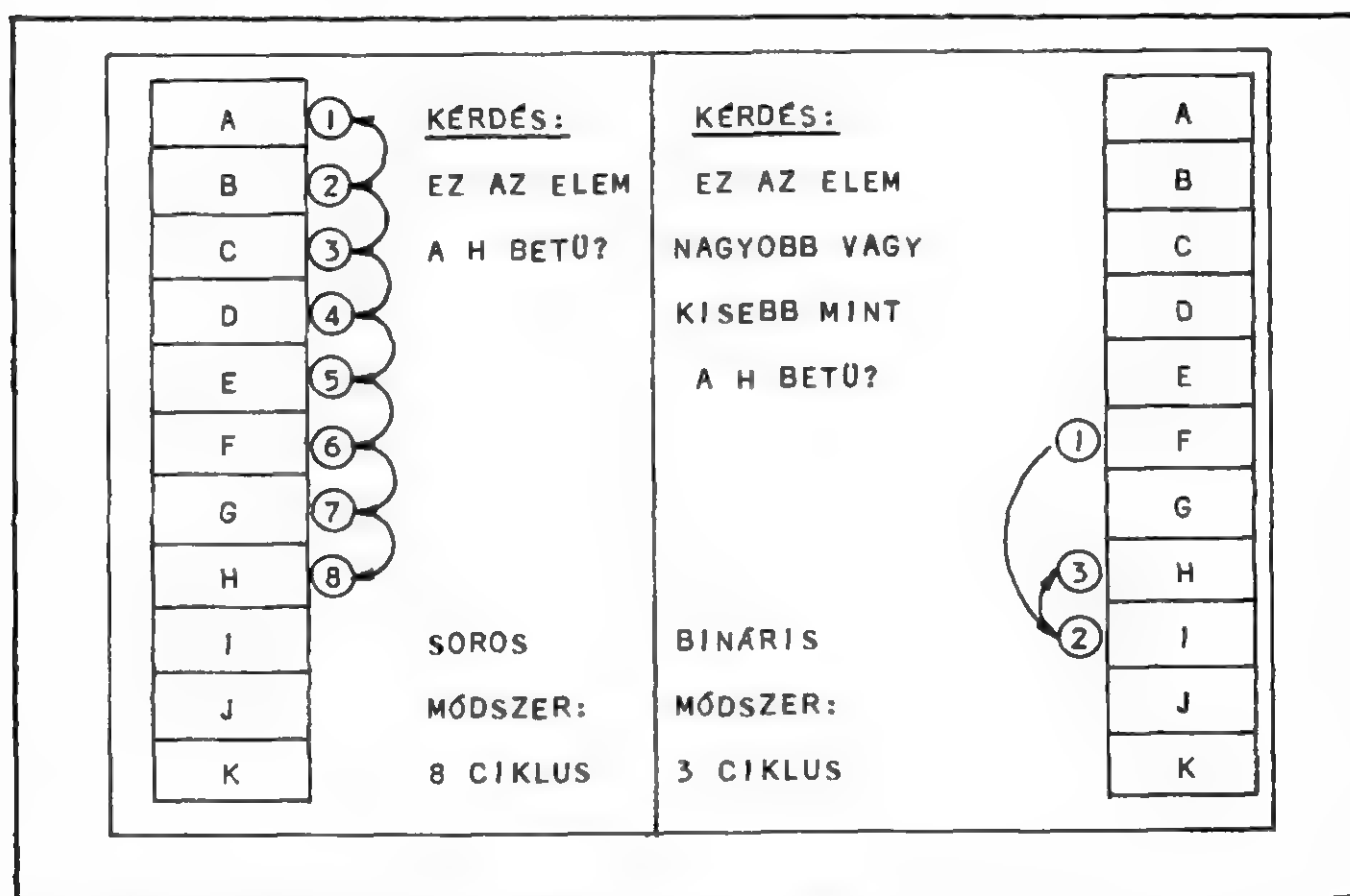 A ①
B ②
C ③
D ④
E ⑤
F ⑥
G ⑦
H ⑧
I
J
K
KÉRDÉS:
EZ AZ ELEM
A H BETÜ?
SOROS
MÓDSZER:
8 CIKLUS
KÉRDÉS:
EZ AZ ELEM
NAGYOBB VAGY
KISEBB MINT
A H BETÜ?
BINÁRIS
MÓDSZER:
3 CIKLUS
A
B
C
D
E
① F
G
③ H
② I
J
K